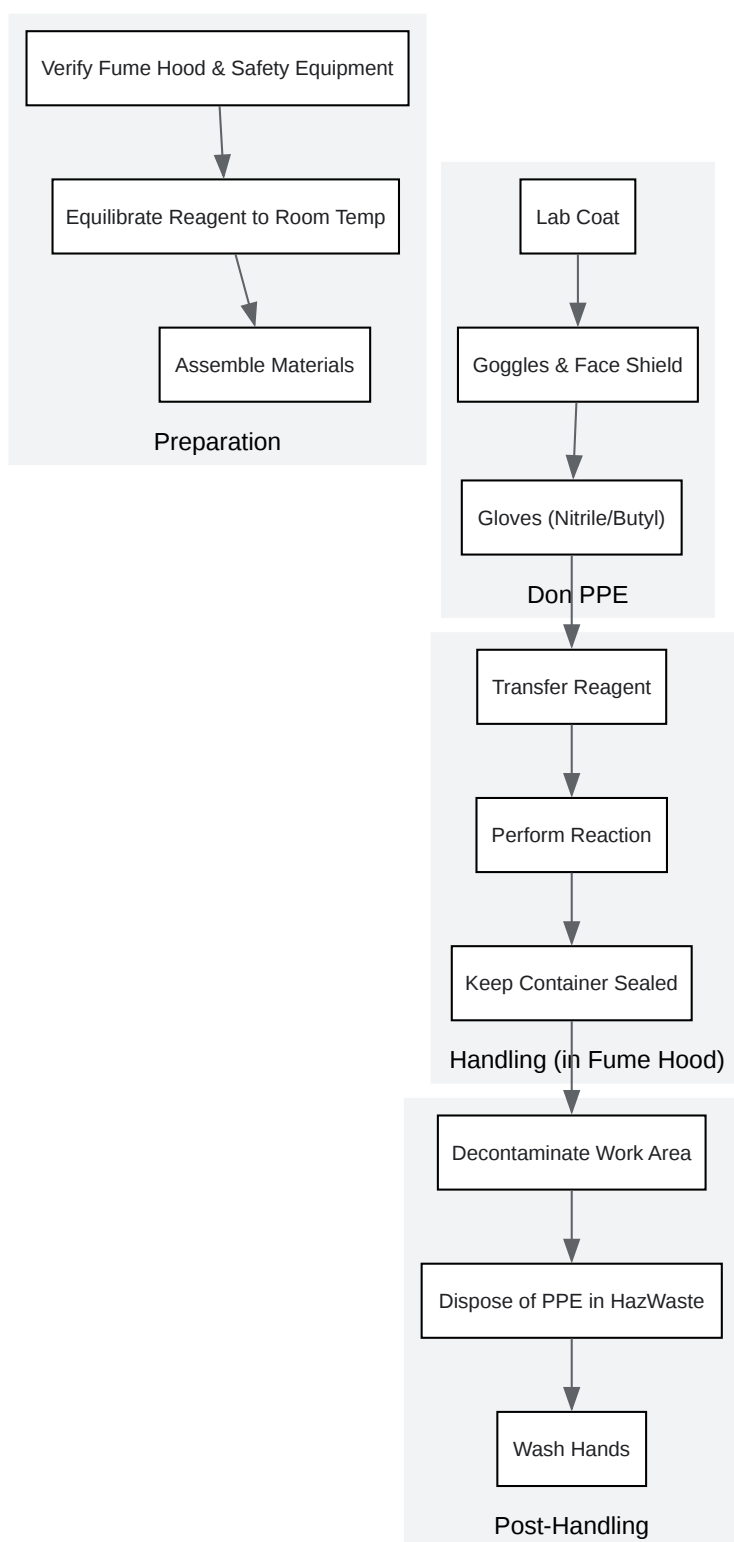 Verify Fume Hood & Safety Equipment
Equilibrate Reagent to Room Temp
Assemble Materials
Preparation
Lab Coat
Goggles & Face Shield
Gloves (Nitrile/Butyl)
Don PPE
Transfer Reagent
Perform Reaction
Keep Container Sealed
Handling (in Fume Hood)
Decontaminate Work Area
Dispose of PPE in HazWaste
Wash Hands
Post-Handling